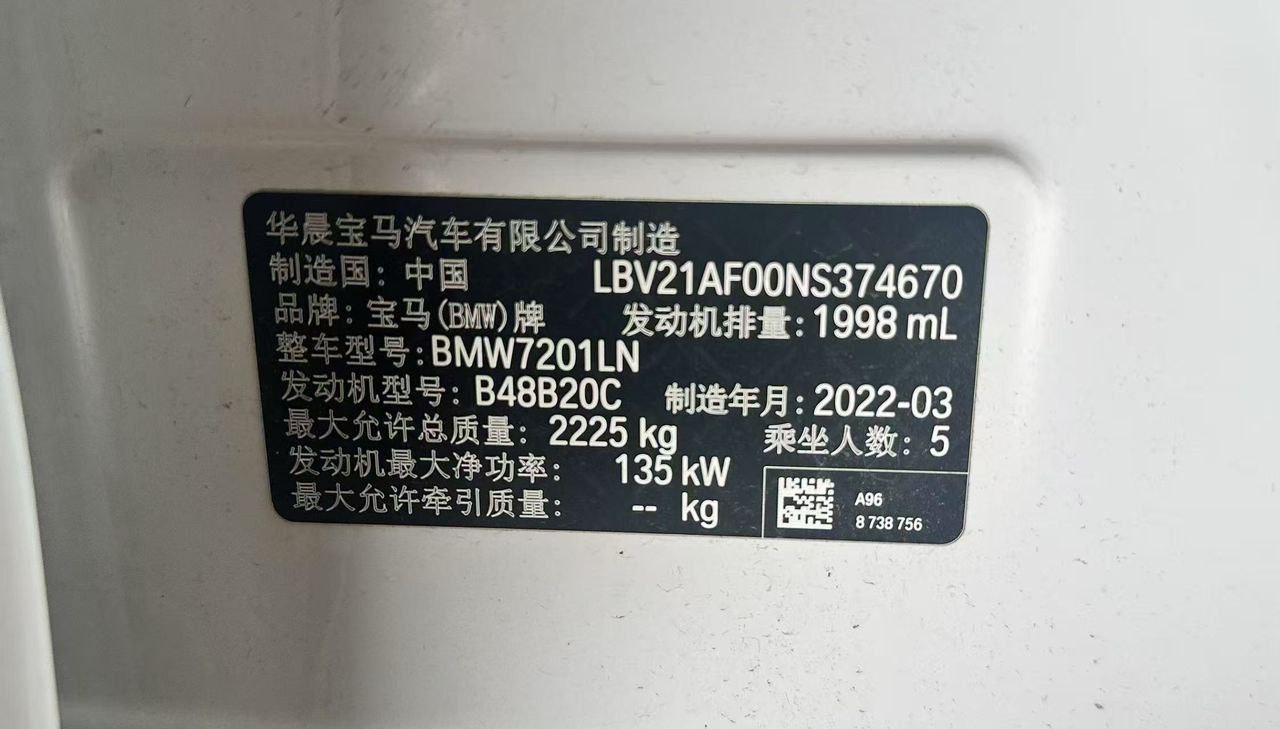 华晨宝马汽车有限公司制造
制造国：中国 LBV21AF00NS374670
品牌：宝马(BMW)牌 发动机排量：1998 mL
整车型号：BMW7201LN
发动机型号：B48B20C 制造年月：2022-03
最大允许总质量：2225 kg 乘坐人数：5
发动机最大净功率：135 kW
最大允许牵引质量：-- kg
A96
8 738 756